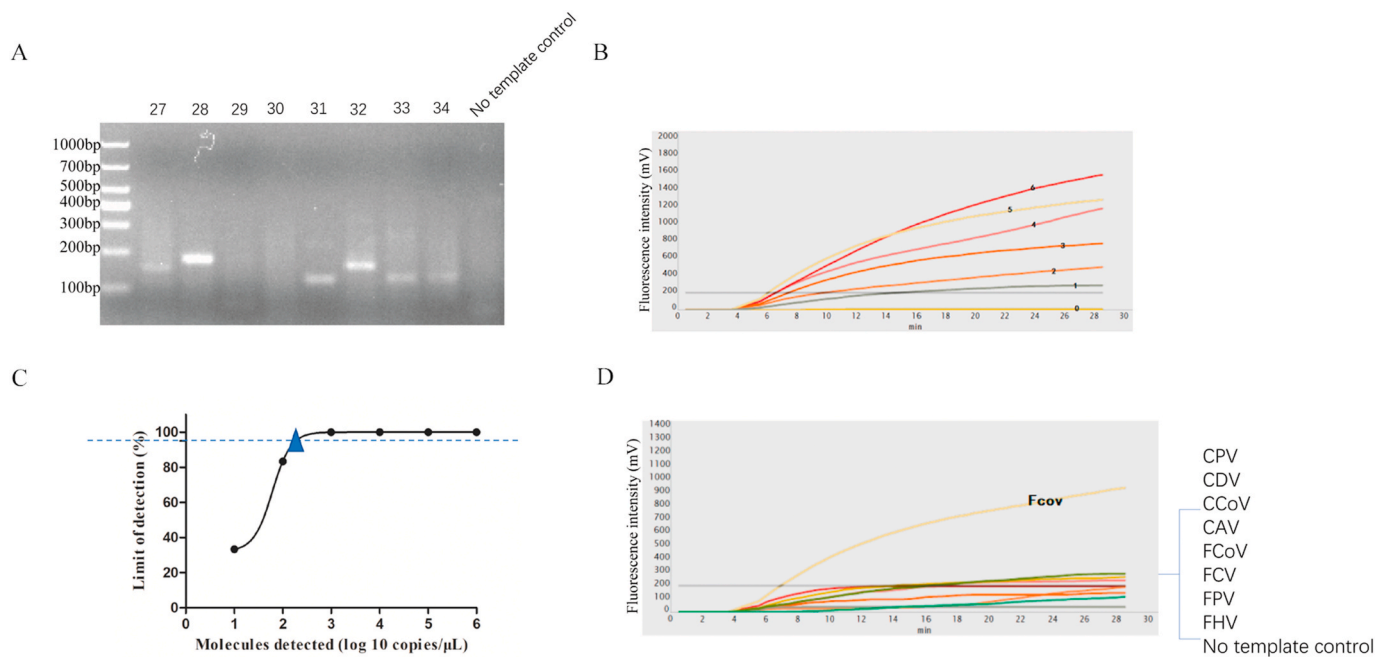 A
27 28 29 30 31 32 33 34 No template control
1000bp
700bp
500bp
400bp
300bp
200bp
100bp
B
Fluorescence intensity (mV)
2000
1800
1600
1400
1200
1000
800
600
400
200
0
0 2 4 6 8 10 12 14 16 18 20 22 24 26 28 30
min
6
5
4
3
2
1
0
C
Limit of detection (%)
100
80
60
40
20
0
0 1 2 3 4 5 6
Molecules detected (log 10 copies/μL)
D
Fluorescence intensity (mV)
1400
1300
1200
1100
1000
900
800
700
600
500
400
300
200
100
0
0 2 4 6 8 10 12 14 16 18 20 22 24 26 28 30
min
Fcov
CPV
CDV
CCoV
CAV
FCoV
FCV
FPV
FHV
No template control